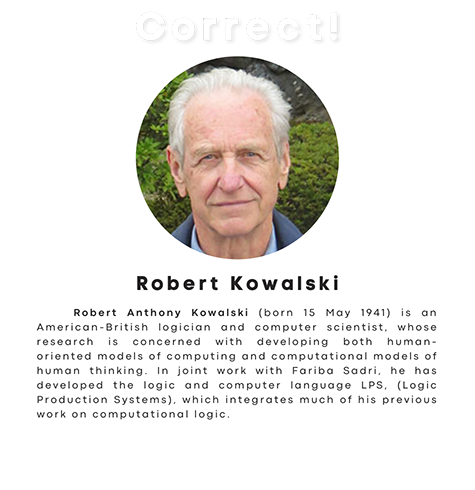 Correct!
Robert Kowalski
Robert Anthony Kowalski (born 15 May 1941) is an
American-British logician and computer scientist, whose
research is concerned with developing both human-
oriented models of computing and computational models of
human thinking. In joint work with Fariba Sadri, he has
developed the logic and computer language LPS, (Logic
Production Systems), which integrates much of his previous
work on computational logic.